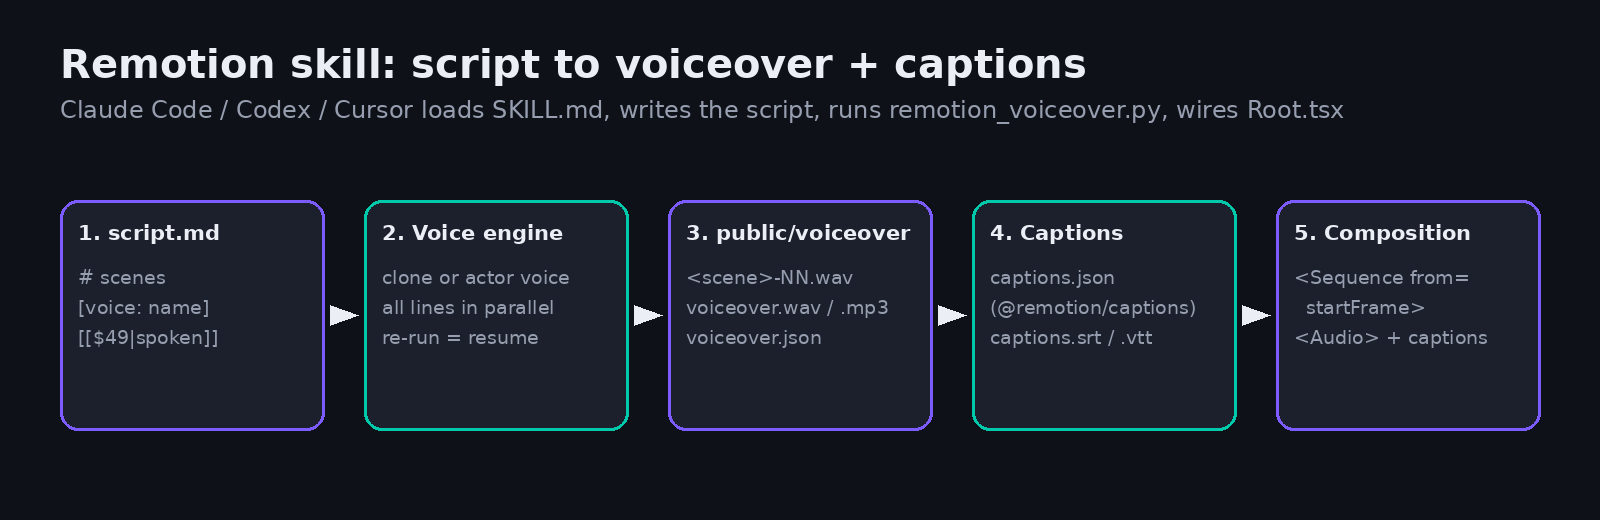 Remotion skill: script to voiceover + captions
Claude Code / Codex / Cursor loads SKILL.md, writes the script, runs remotion_voiceover.py, wires Root.tsx
1. script.md
# scenes
[voice: name]
[[$49|spoken]]
2. Voice engine
clone or actor voice
all lines in parallel
re-run = resume
3. public/voiceover
<scene>-NN.wav
voiceover.wav / .mp3
voiceover.json
4. Captions
captions.json
(@remotion/captions)
captions.srt / .vtt
5. Composition
<Sequence from=
startFrame>
<Audio> + captions